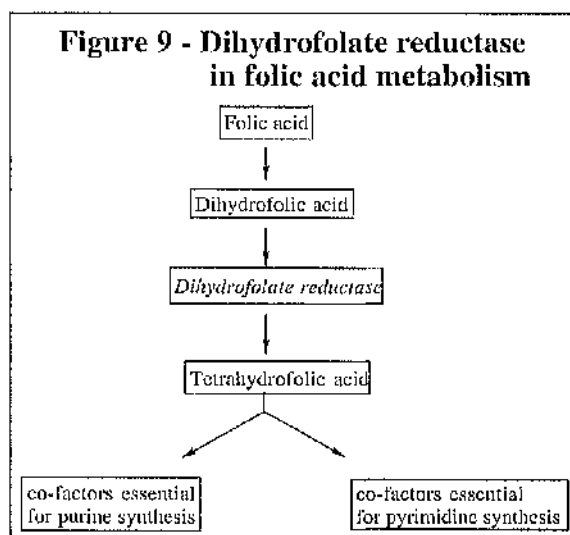 Figure 9 - Dihydrofolate reductase
in folic acid metabolism
Folic acid
Dihydrofolic acid
Dihydrofolate reductase
Tetrahydrofolic acid
co-factors essential
for purine synthesis
co-factors essential
for pyrimidine synthesis